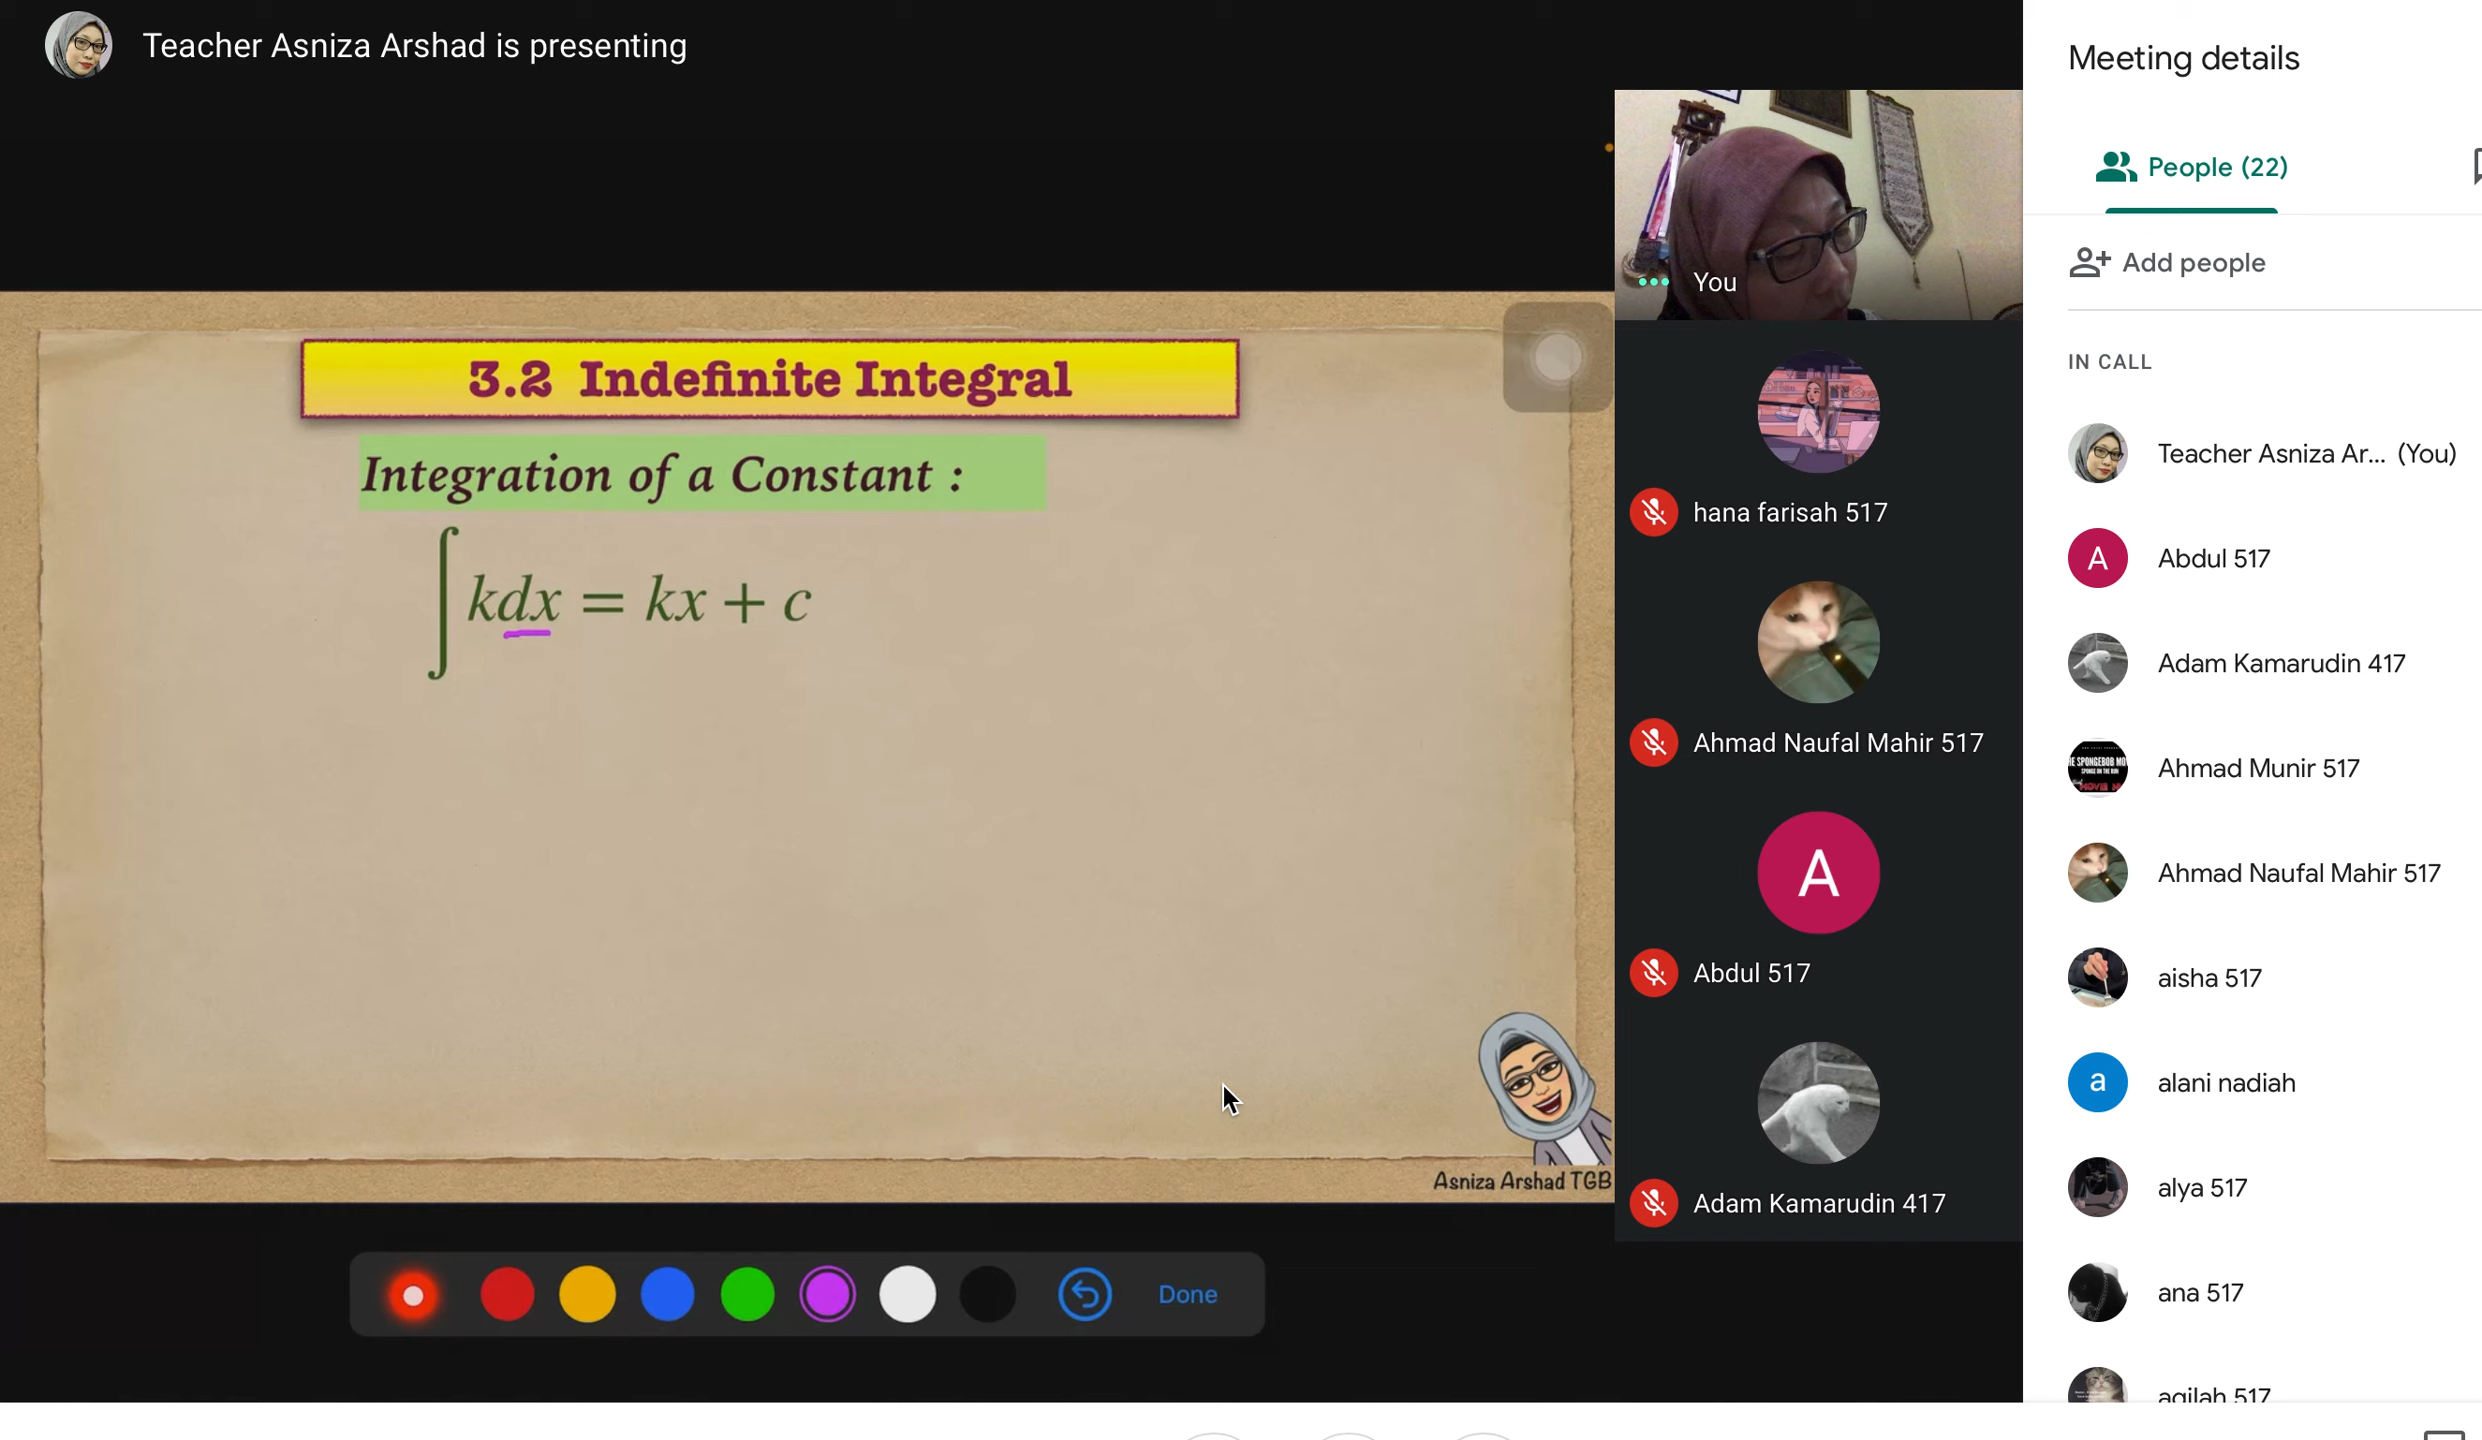 Teacher Asniza Arshad is presenting
Meeting details
People (22)
Add people
IN CALL
Teacher Asniza Ar... (You)
Abdul 517
Adam Kamarudin 417
Ahmad Munir 517
Ahmad Naufal Mahir 517
aisha 517
alani nadiah
alya 517
ana 517
aqilah 517
You
hana farisah 517
Ahmad Naufal Mahir 517
A
Abdul 517
Adam Kamarudin 417
A
a
3.2 Indefinite Integral
Integration of a Constant :
∫ kdx = kx + c
Asniza Arshad TGB
Done